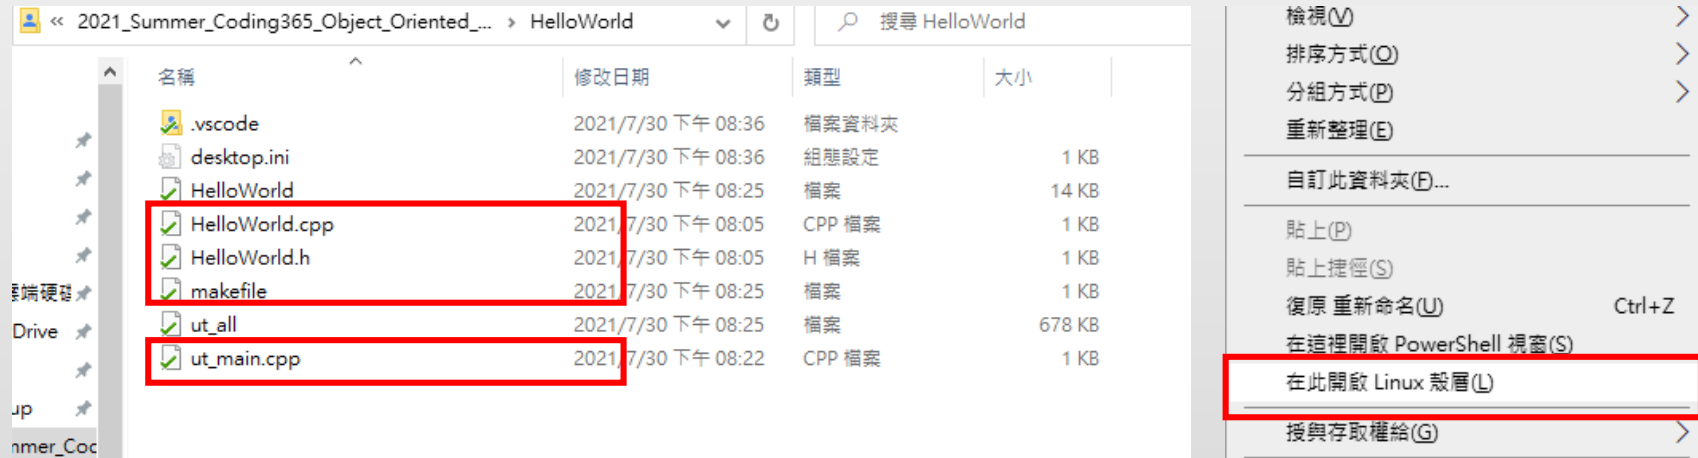 « 2021_Summer_Coding365_Object_Oriented_... › HelloWorld
搜尋 HelloWorld
名稱 修改日期 類型 大小
.vscode 2021/7/30 下午 08:36 檔案資料夾
desktop.ini 2021/7/30 下午 08:36 組態設定 1 KB
HelloWorld 2021/7/30 下午 08:25 檔案 14 KB
HelloWorld.cpp 2021/7/30 下午 08:05 CPP 檔案 1 KB
HelloWorld.h 2021/7/30 下午 08:05 H 檔案 1 KB
makefile 2021/7/30 下午 08:25 檔案 1 KB
ut_all 2021/7/30 下午 08:25 檔案 678 KB
ut_main.cpp 2021/7/30 下午 08:22 CPP 檔案 1 KB
端硬碟
Drive
up
mmer_Coc
檢視(V)
排序方式(O)
分組方式(P)
重新整理(E)
自訂此資料夾(F)...
貼上(P)
貼上捷徑(S)
復原 重新命名(U) Ctrl+Z
在這裡開啟 PowerShell 視窗(S)
在此開啟 Linux 殼層(L)
授與存取權給(G)